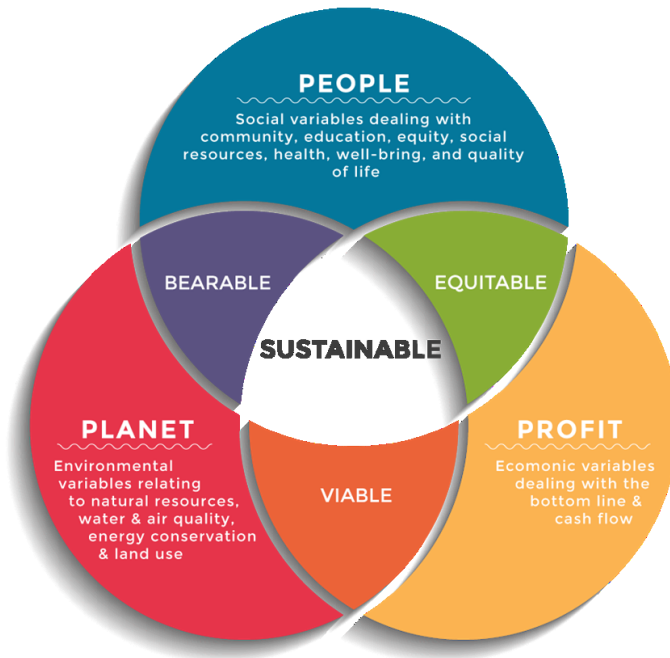 PEOPLE
Social variables dealing with
community, education, equity, social
resources, health, well-bring, and quality
of life
BEARABLE
EQUITABLE
SUSTAINABLE
PLANET
Environmental
variables relating
to natural resources,
water & air quality,
energy conservation
& land use
PROFIT
Ecomonic variables
dealing with the
bottom line &
cash flow
VIABLE